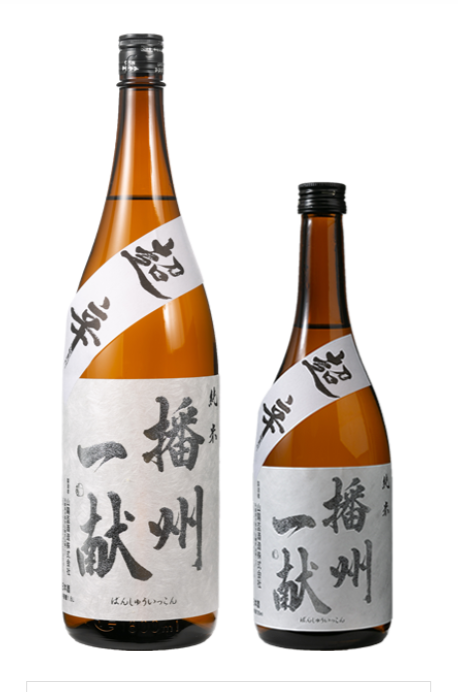 超辛
純米
播州
一献
ばんしゅういっこん
超辛
純米
播州
一献
ばんしゅういっこん